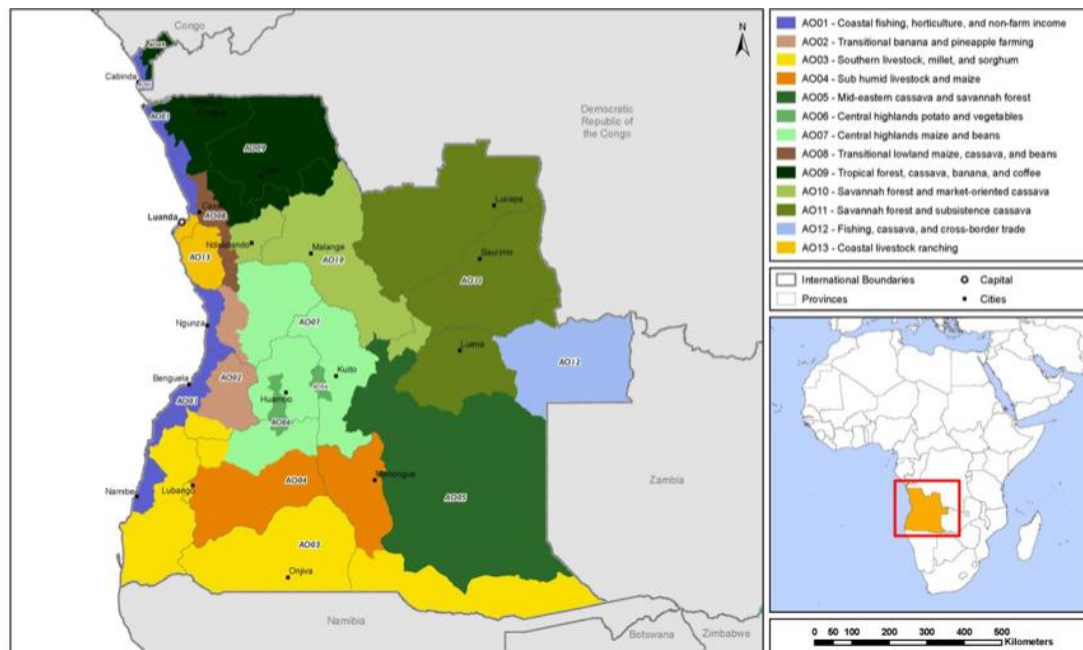 Congo
N
AO09
Cabinda
AO01
AO01
Democratic
Republic of
the Congo
AO09
Luanda
AO08
Lucapa
Ndalatando
Malange
AO13
AO10
Saurimo
AO11
Ngunza
AO07
Luena
AO12
Benguela
AO02
Kuito
Huambo
AO06
AO06
AO01
Menongue
AO04
AO05
Lubango
Namibe
Zambia
AO03
Onjiva
Namibia
Botswana
Zimbabwe
AO01 - Coastal fishing, horticulture, and non-farm income
AO02 - Transitional banana and pineapple farming
AO03 - Southern livestock, millet, and sorghum
AO04 - Sub humid livestock and maize
AO05 - Mid-eastern cassava and savannah forest
AO06 - Central highlands potato and vegetables
AO07 - Central highlands maize and beans
AO08 - Transitional lowland maize, cassava, and beans
AO09 - Tropical forest, cassava, banana, and coffee
AO10 - Savannah forest and market-oriented cassava
AO11 - Savannah forest and subsistence cassava
AO12 - Fishing, cassava, and cross-border trade
AO13 - Coastal livestock ranching
International Boundaries
Capital
Provinces
Cities
0 50 100 200 300 400 500
Kilometers